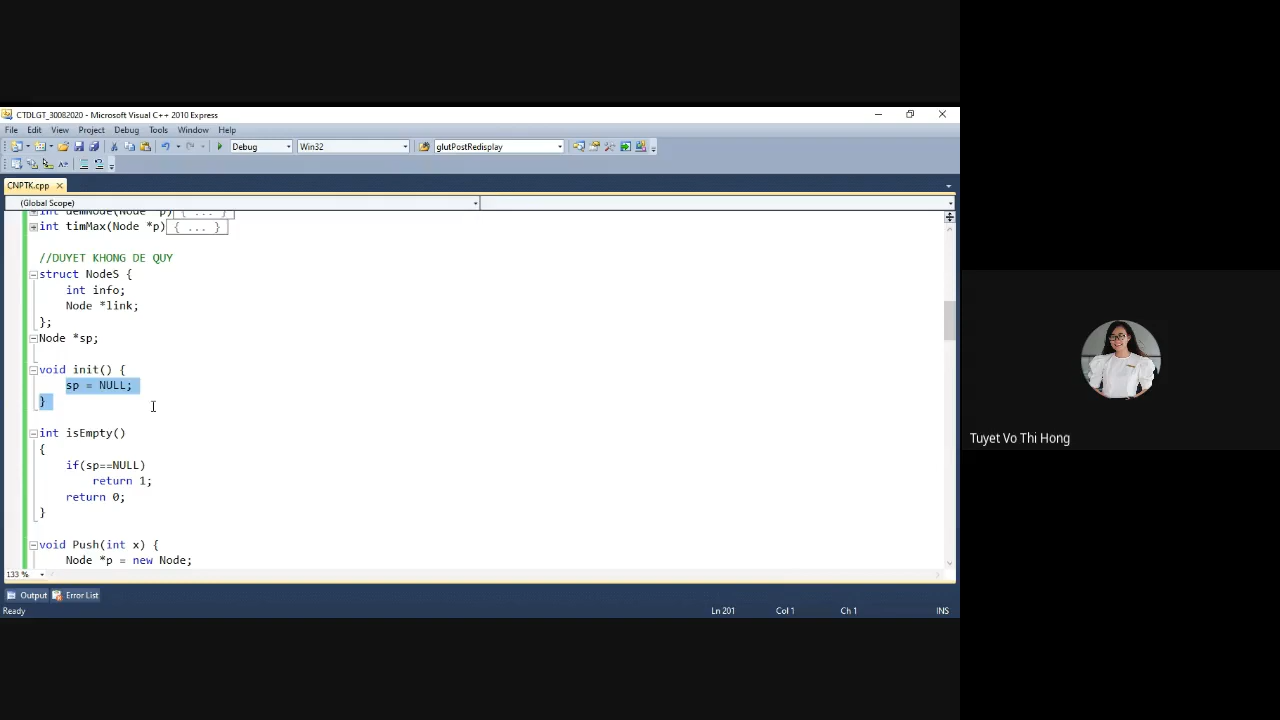 CTDLGT_30082020 - Microsoft Visual C++ 2010 Express
File Edit View Project Debug Tools Window Help
Debug Win32 glutPostRedisplay
CNPTK.cpp
(Global Scope)
int demNode(Node *p){ ... }
int timMax(Node *p){ ... }
//DUYET KHONG DE QUY
struct NodeS {
int info;
Node *link;
};
Node *sp;
void init() {
sp = NULL;
}
int isEmpty()
{
if(sp==NULL)
return 1;
return 0;
}
void Push(int x) {
Node *p = new Node;
133 %
Output Error List
Ready Ln 201 Col 1 Ch 1 INS
Tuyet Vo Thi Hong